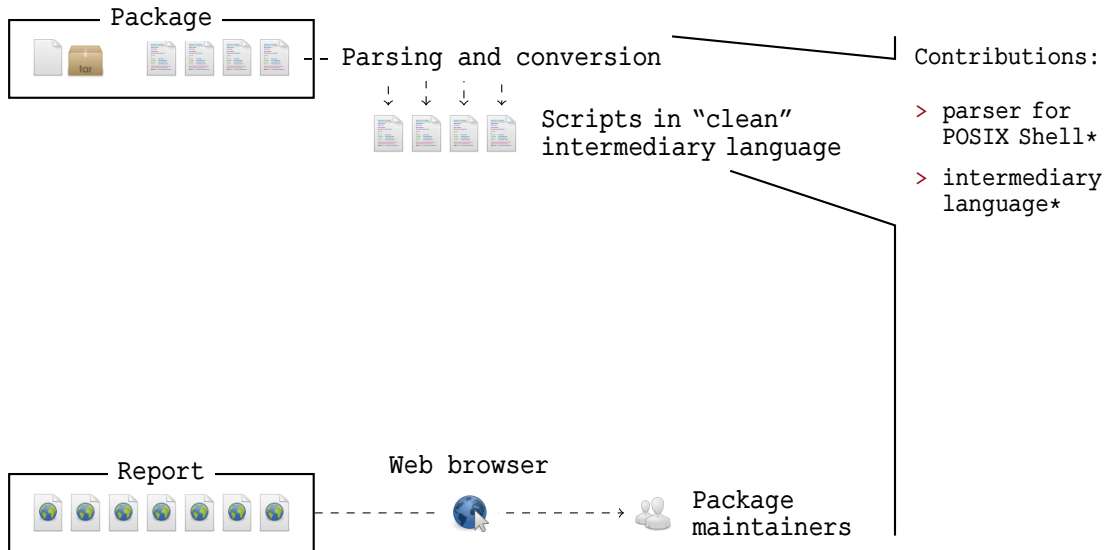 Package
tar
Parsing and conversion
Scripts in “clean”
intermediary language
Contributions:
> parser for
POSIX Shell*
> intermediary
language*
Report
Web browser
Package
maintainers